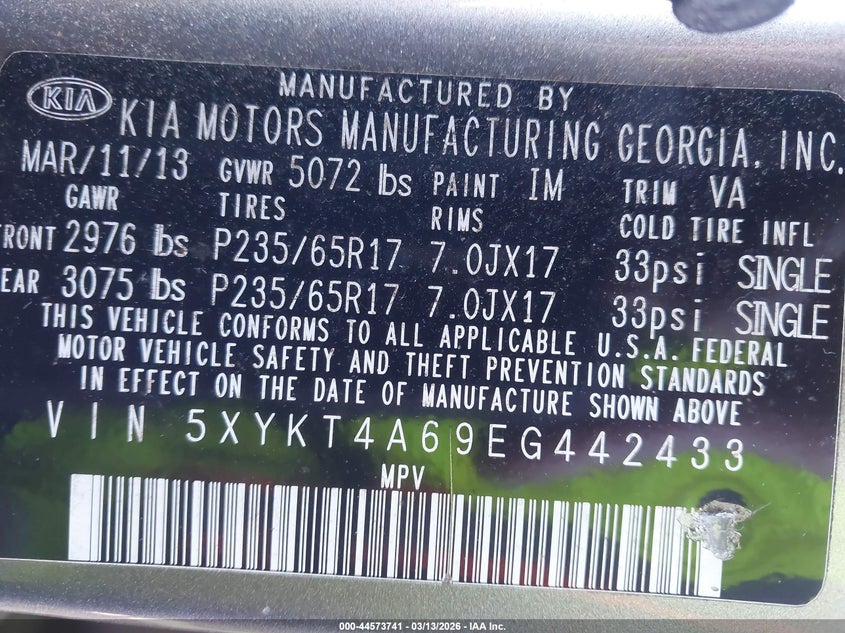 MANUFACTURED BY
KIA KIA MOTORS MANUFACTURING GEORGIA, INC.
MAR/11/13 GVWR 5072 lbs PAINT IM TRIM VA
GAWR TIRES RIMS COLD TIRE INFL
FRONT 2976 lbs P235/65R17 7.0JX17 33psi SINGLE
EAR 3075 lbs P235/65R17 7.0JX17 33psi SINGLE
THIS VEHICLE CONFORMS TO ALL APPLICABLE U.S.A. FEDERAL
MOTOR VEHICLE SAFETY AND THEFT PREVENTION STANDARDS
IN EFFECT ON THE DATE OF MANUFACTURE SHOWN ABOVE
VIN 5XYKT4A69EG442433
MPV
000-44573741 - 03/13/2026 - IAA Inc.